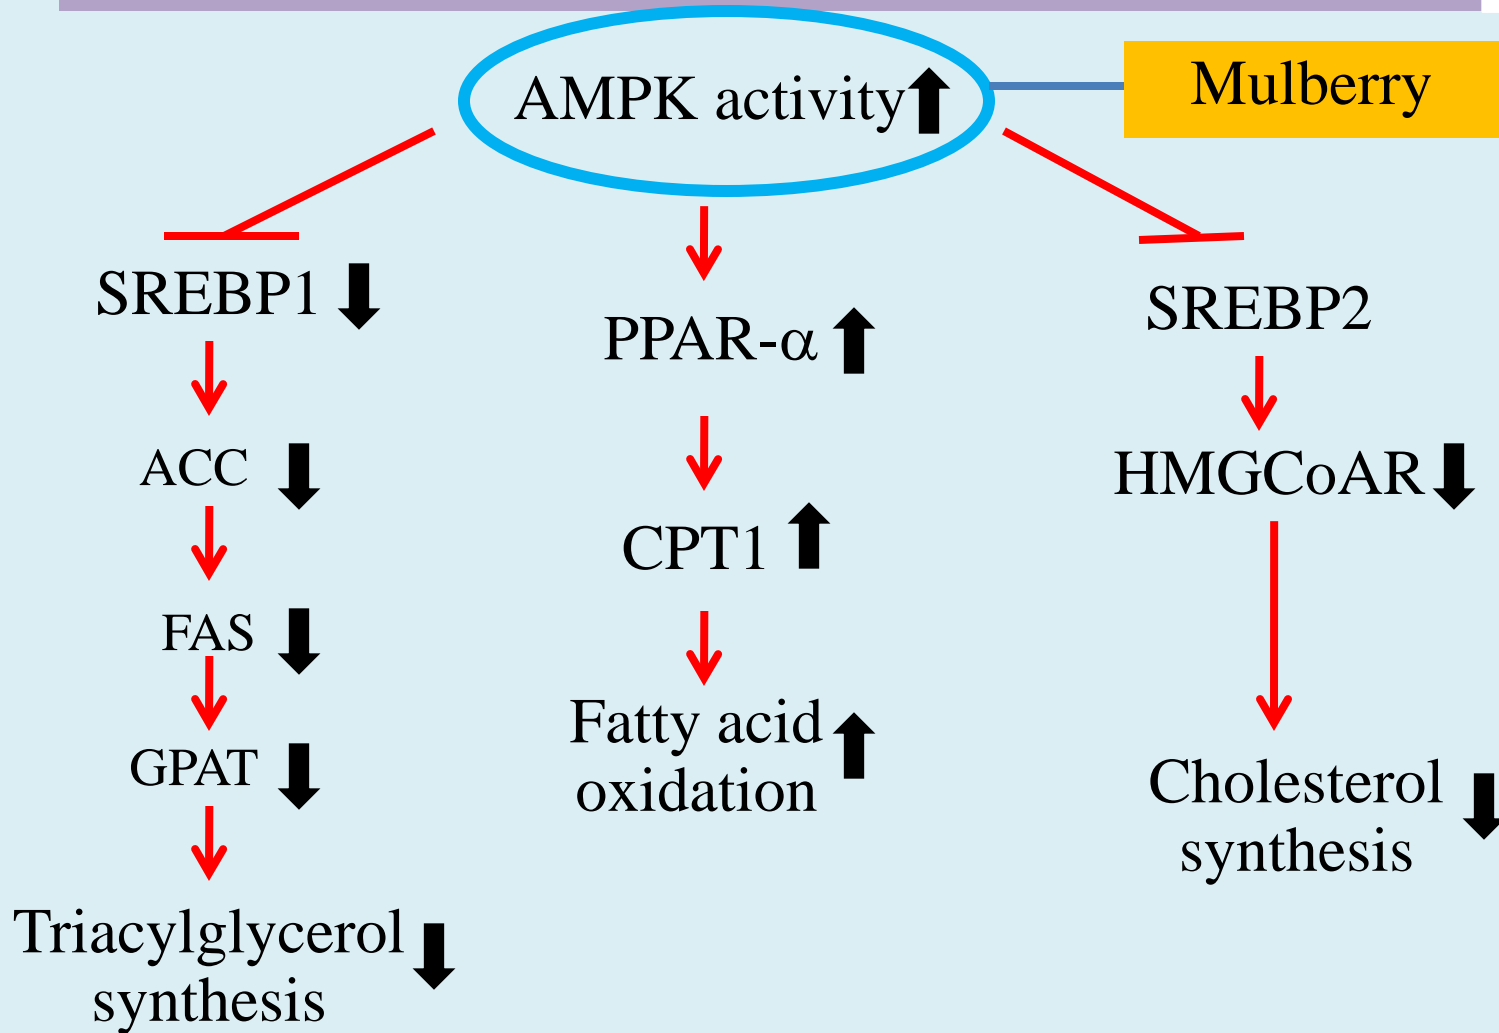 AMPK activity
Mulberry
SREBP1
ACC
FAS
GPAT
Triacylglycerol
synthesis
PPAR-α
CPT1
Fatty acid
oxidation
SREBP2
HMGCoAR
Cholesterol
synthesis